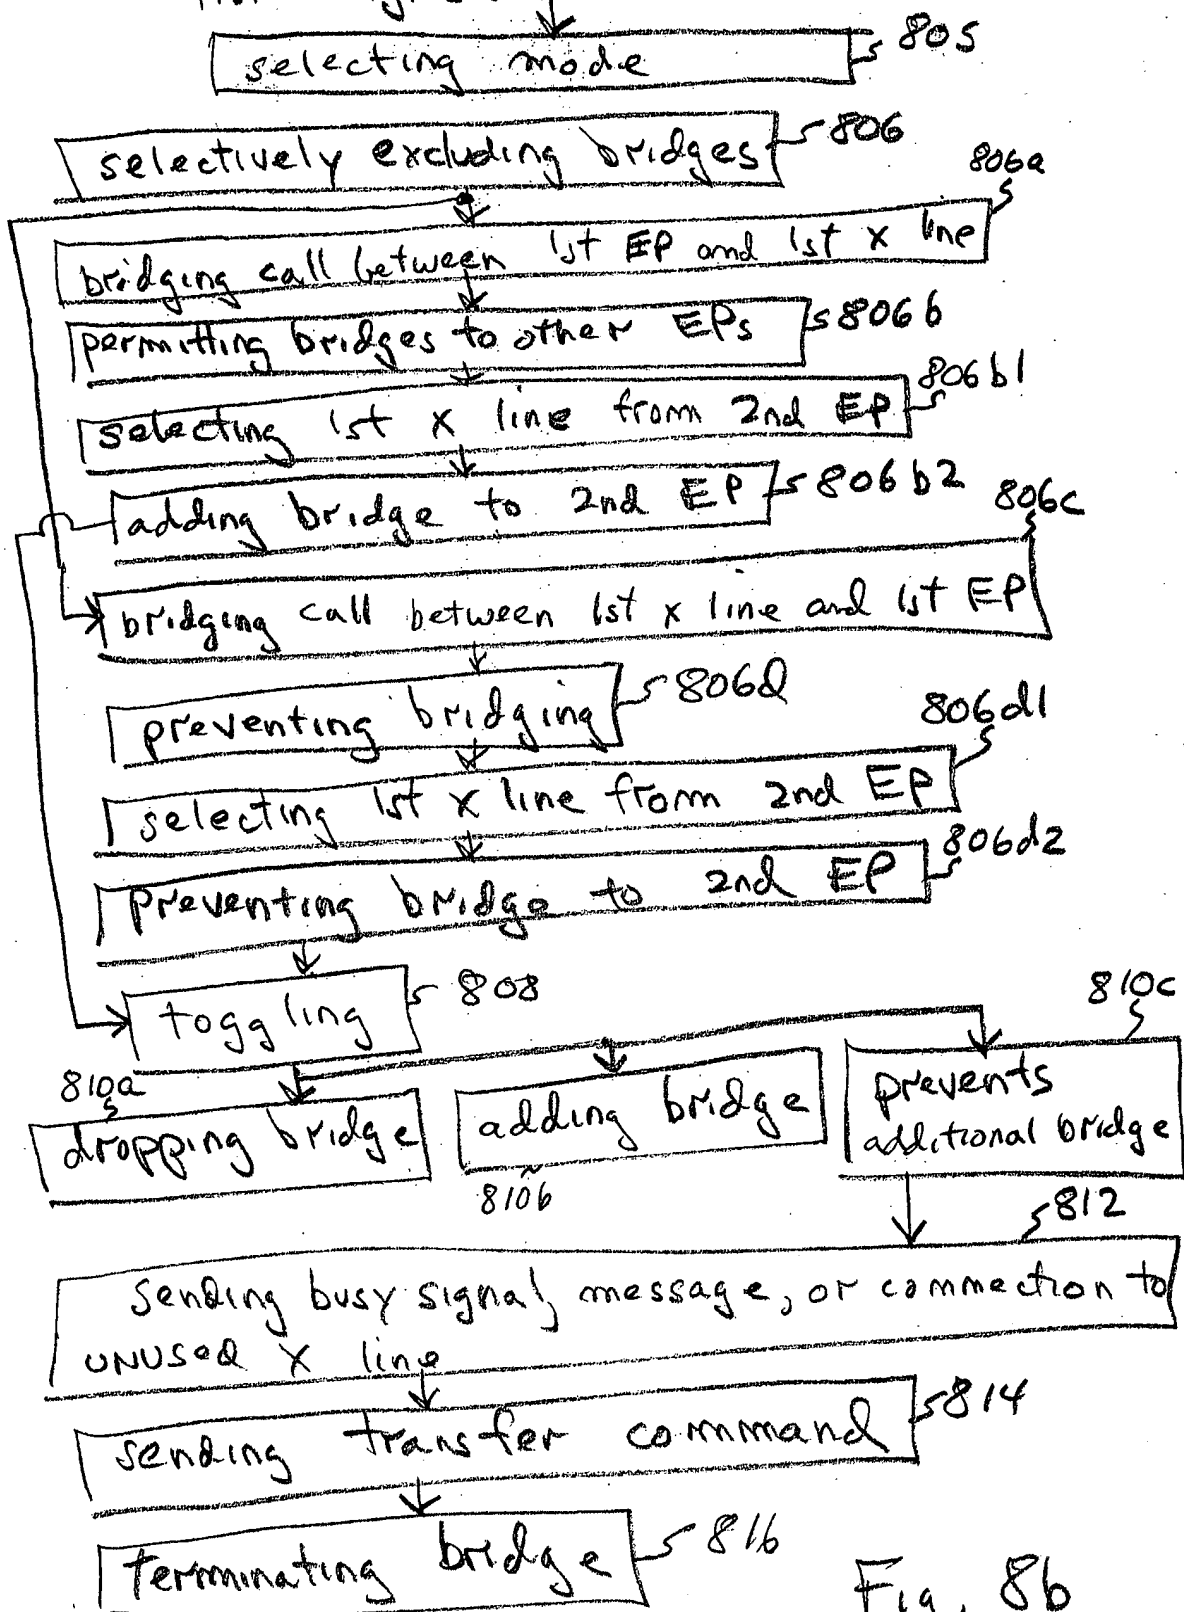 805
selecting mode
806
selectively excluding bridges
806a
bridging call between 1st EP and 1st x line
permitting bridges to other EPs
806b
806b1
selecting 1st x line from 2nd EP
adding bridge to 2nd EP
806b2
806c
bridging call between 1st x line and 1st EP
preventing bridging
806d
806d1
selecting 1st x line from 2nd EP
806d2
preventing bridge to 2nd EP
toggling
808
810c
810a
dropping bridge
adding bridge
prevents
additional bridge
810b
812
sending busy signal, message, or connection to
unused x line
814
sending transfer command
terminating bridge
816
Fig. 8b